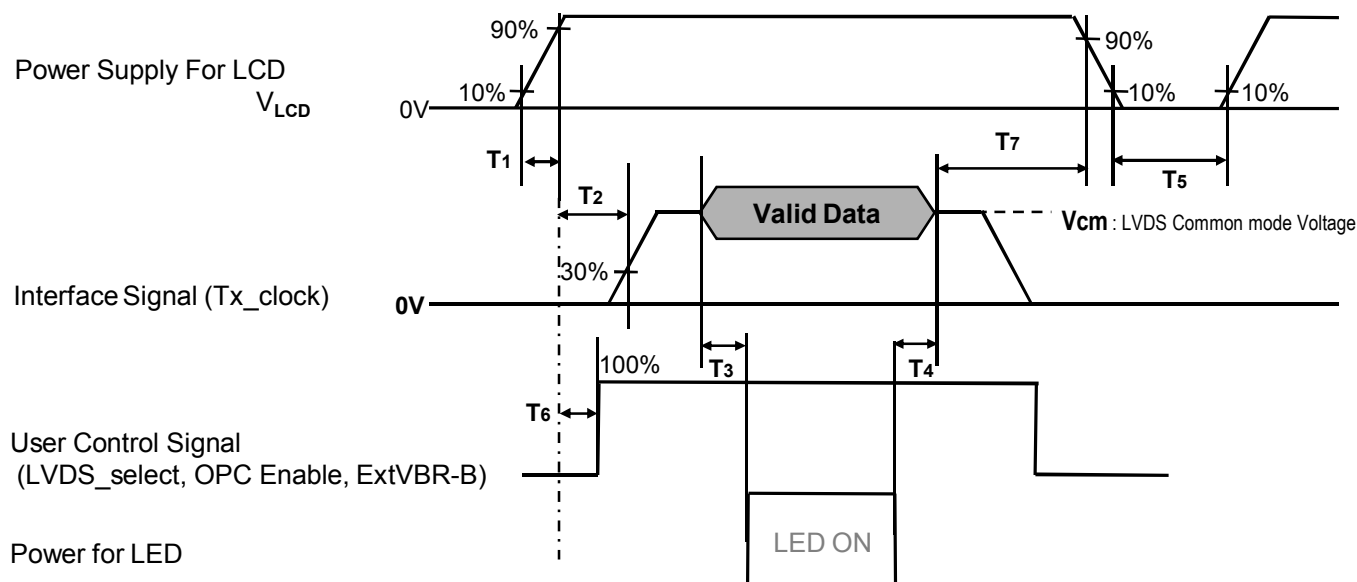 90%
90%
Power Supply For LCD
VLCD
10%
10%
10%
0V
T1
T7
T5
T2
Valid Data
Vcm : LVDS Common mode Voltage
30%
Interface Signal (Tx_clock)
0V
100%
T3
T4
T6
User Control Signal
(LVDS_select, OPC Enable, ExtVBR-B)
LED ON
Power for LED